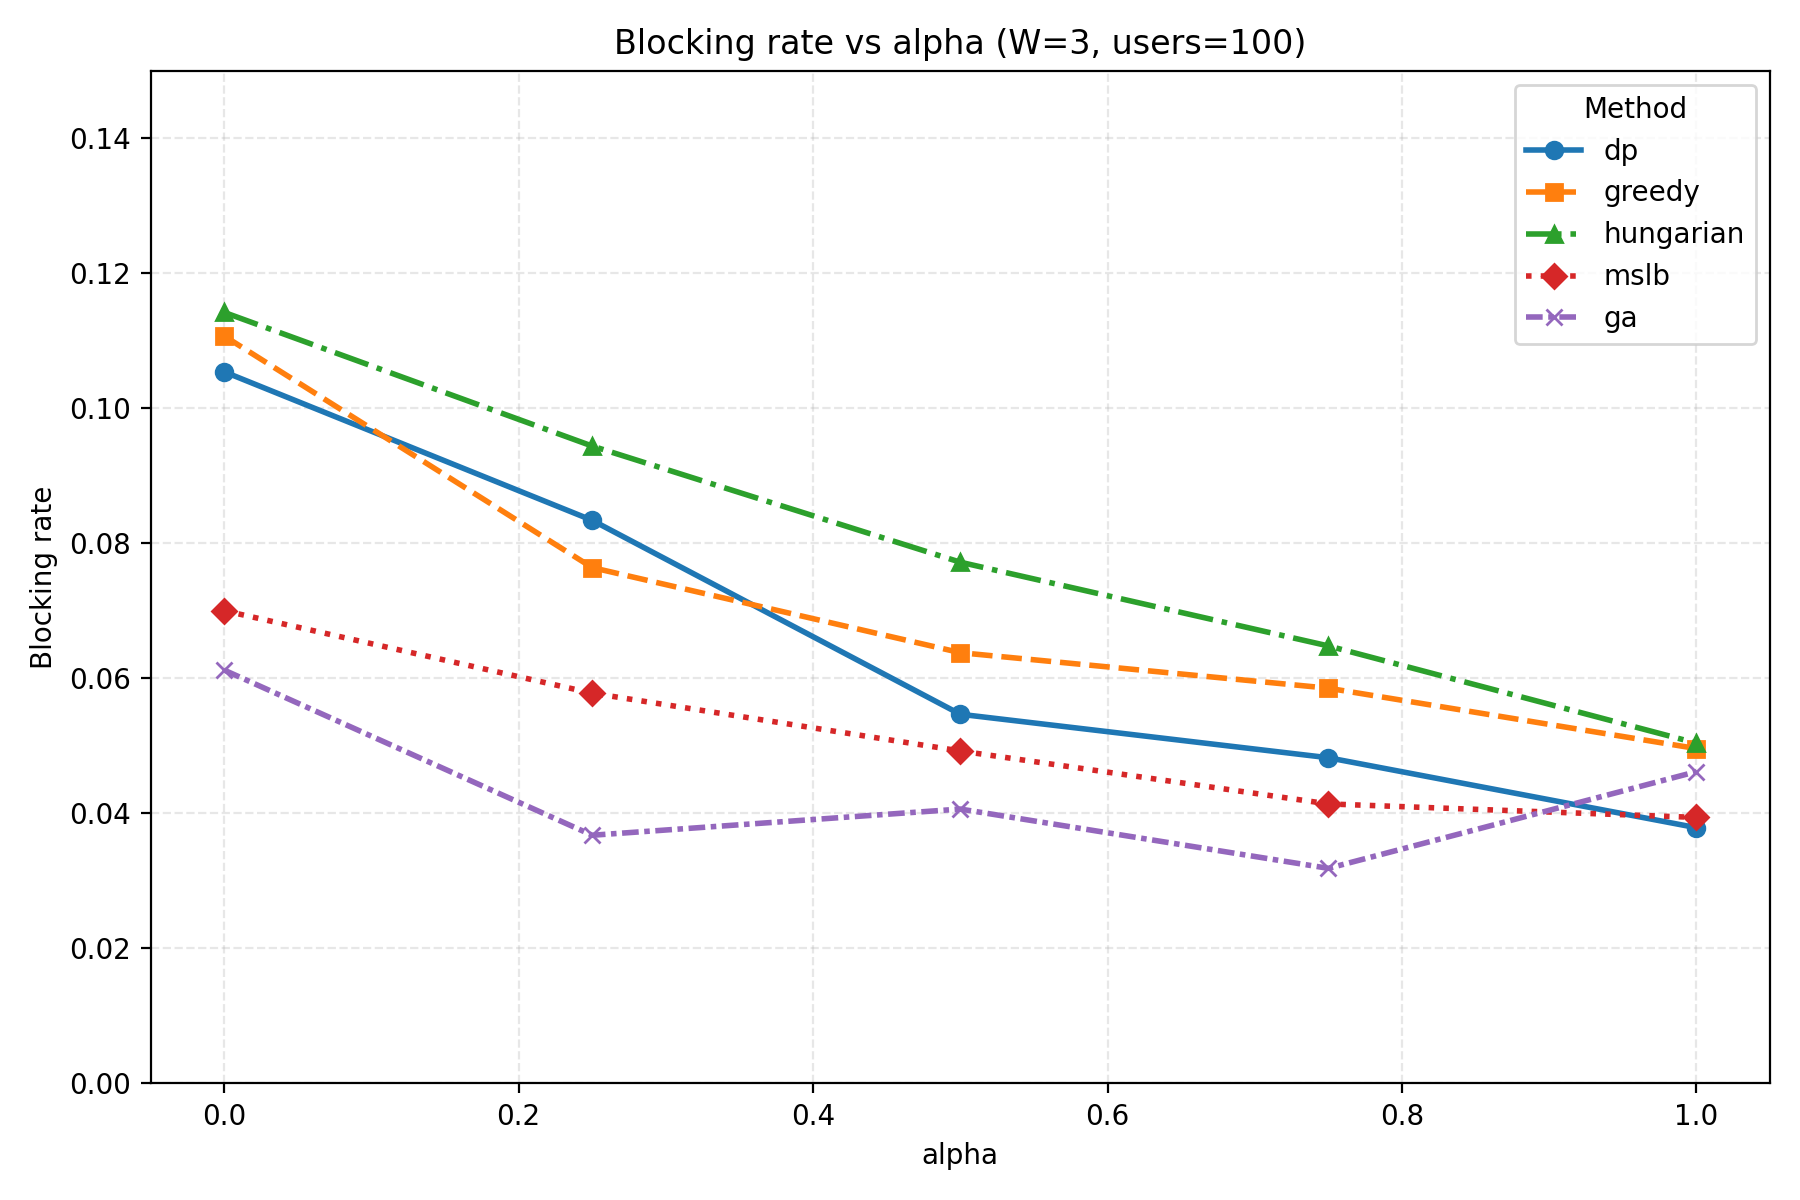 Blocking rate vs alpha (W=3, users=100)
Method
dp
greedy
hungarian
mslb
ga
Blocking rate
0.14
0.12
0.10
0.08
0.06
0.04
0.02
0.00
0.0 0.2 0.4 0.6 0.8 1.0
alpha